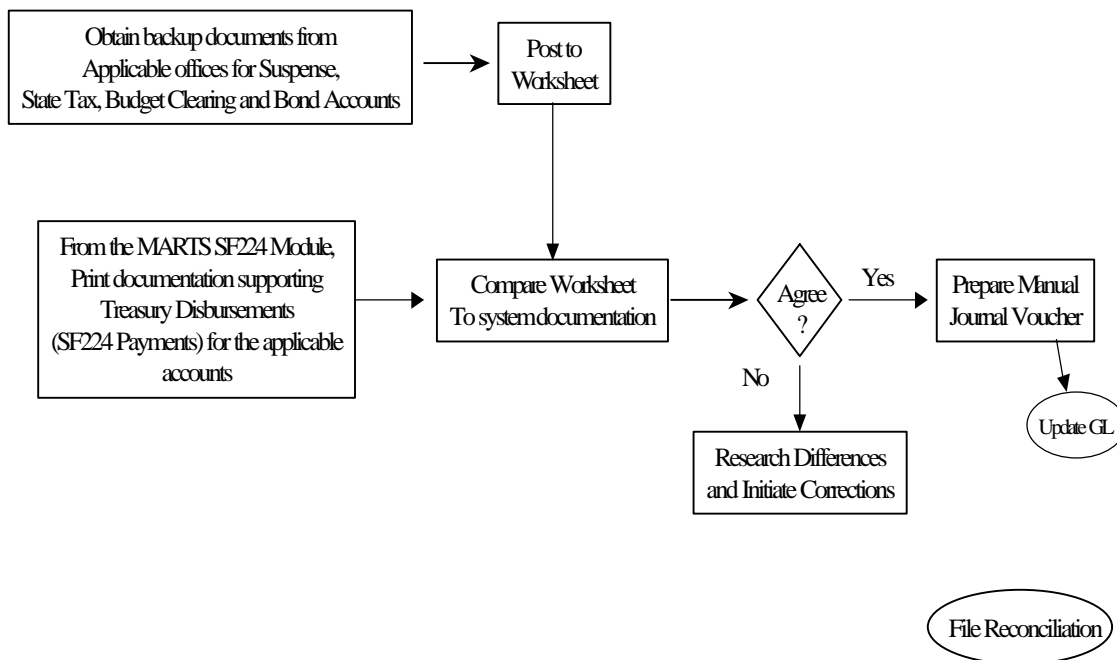 Obtain backup documents from
Applicable offices for Suspense,
State Tax, Budget Clearing and Bond Accounts
Post to
Worksheet
From the MARTS SF224 Module,
Print documentation supporting
Treasury Disbursements
(SF224 Payments) for the applicable
accounts
Compare Worksheet
To system documentation
Agree
?
Yes
Prepare Manual
Journal Voucher
No
Update GL
Research Differences
and Initiate Corrections
File Reconciliation